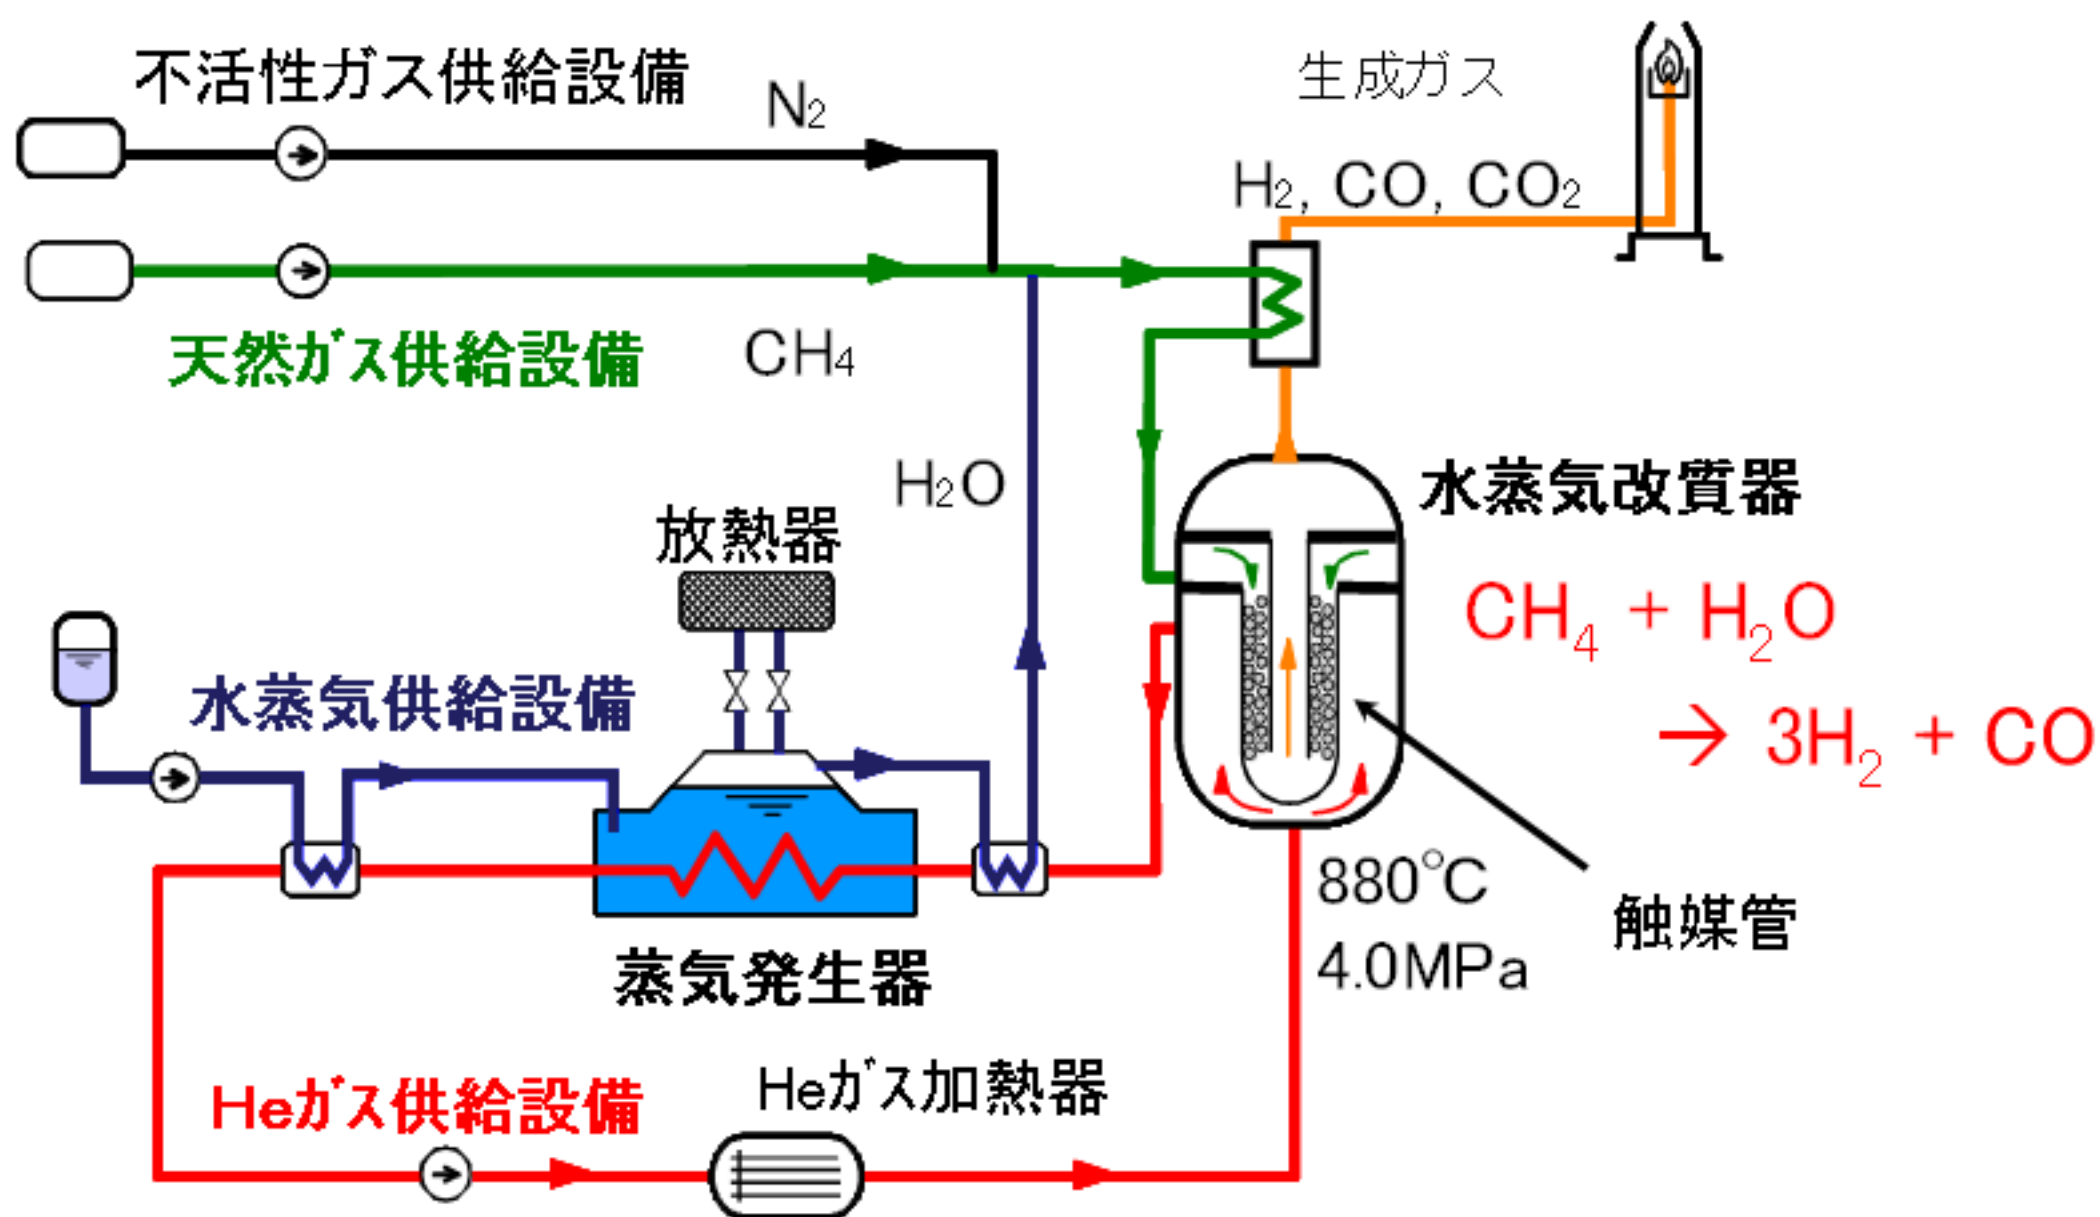 不活性ガス供給設備
N2
生成ガス
H2, CO, CO2
天然ガス供給設備
CH4
H2O
放熱器
水蒸気改質器
CH4 + H2O
→ 3H2 + CO
水蒸気供給設備
880°C
4.0MPa
触媒管
蒸気発生器
Heガス供給設備
Heガス加熱器